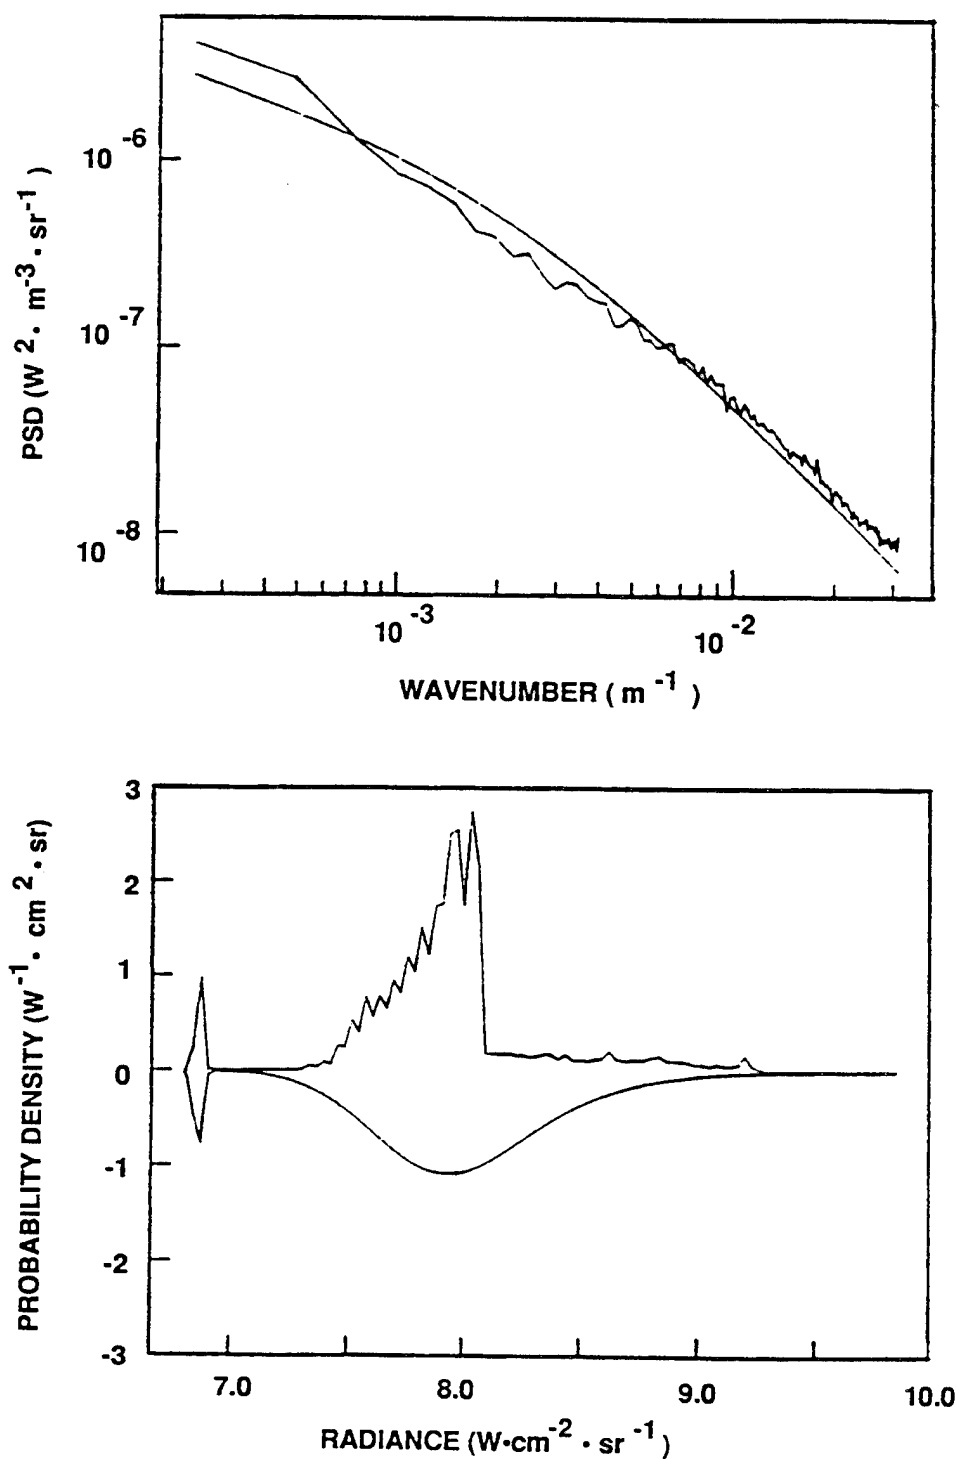 10 -6
10 -7
10 -8
PSD (W 2 • m-3 • sr-1 )
10 -3 10 -2
WAVENUMBER ( m -1 )
3
2
1
0
-1
-2
-3
PROBABILITY DENSITY (W-1 • cm 2 • sr)
7.0 8.0 9.0 10.0
RADIANCE (W•cm-2 • sr -1 )